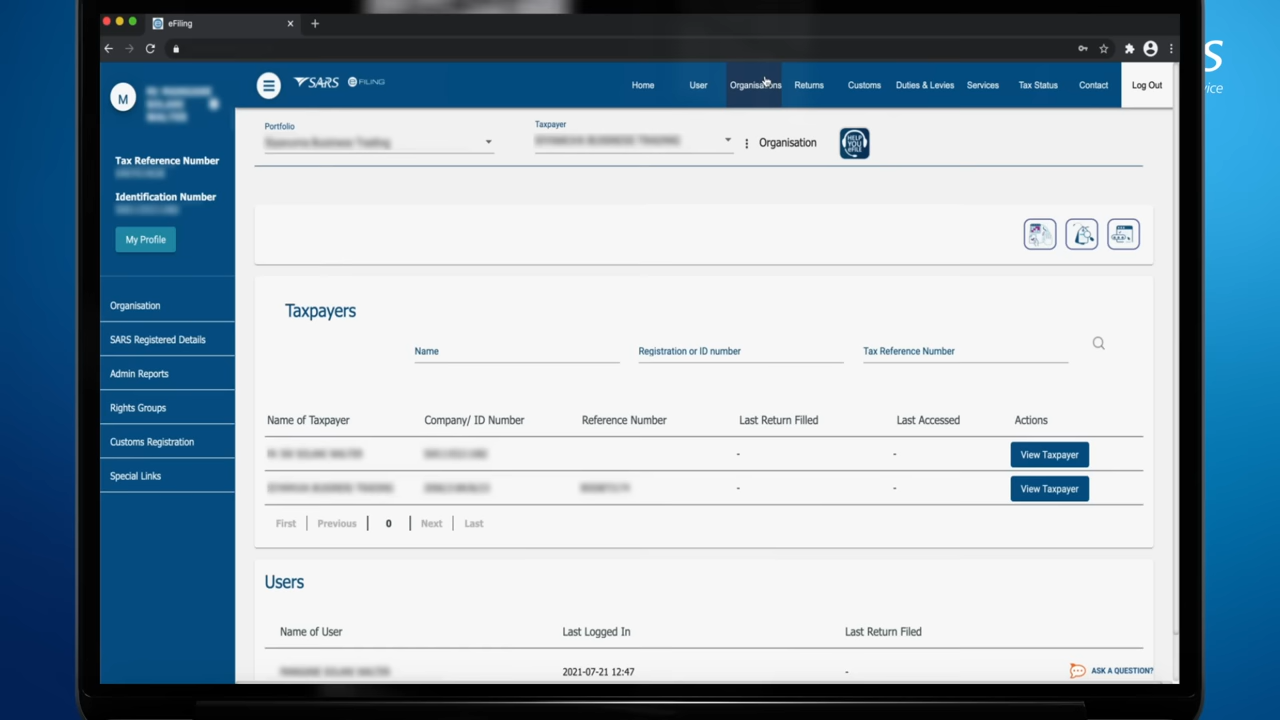 eFiling
S
vice
M
SARS eFILING
Home User Organisations Returns Customs Duties & Levies Services Tax Status Contact Log Out
Portfolio
Taxpayer
Organisation
HELP YOU eFILE
Tax Reference Number
Identification Number
My Profile
Organisation
SARS Registered Details
Admin Reports
Rights Groups
Customs Registration
Special Links
Taxpayers
Name Registration or ID number Tax Reference Number
Name of Taxpayer Company/ ID Number Reference Number Last Return Filled Last Accessed Actions
- - View Taxpayer
- - View Taxpayer
First Previous 0 Next Last
Users
Name of User Last Logged In Last Return Filed
2021-07-21 12:47 -
ASK A QUESTION?